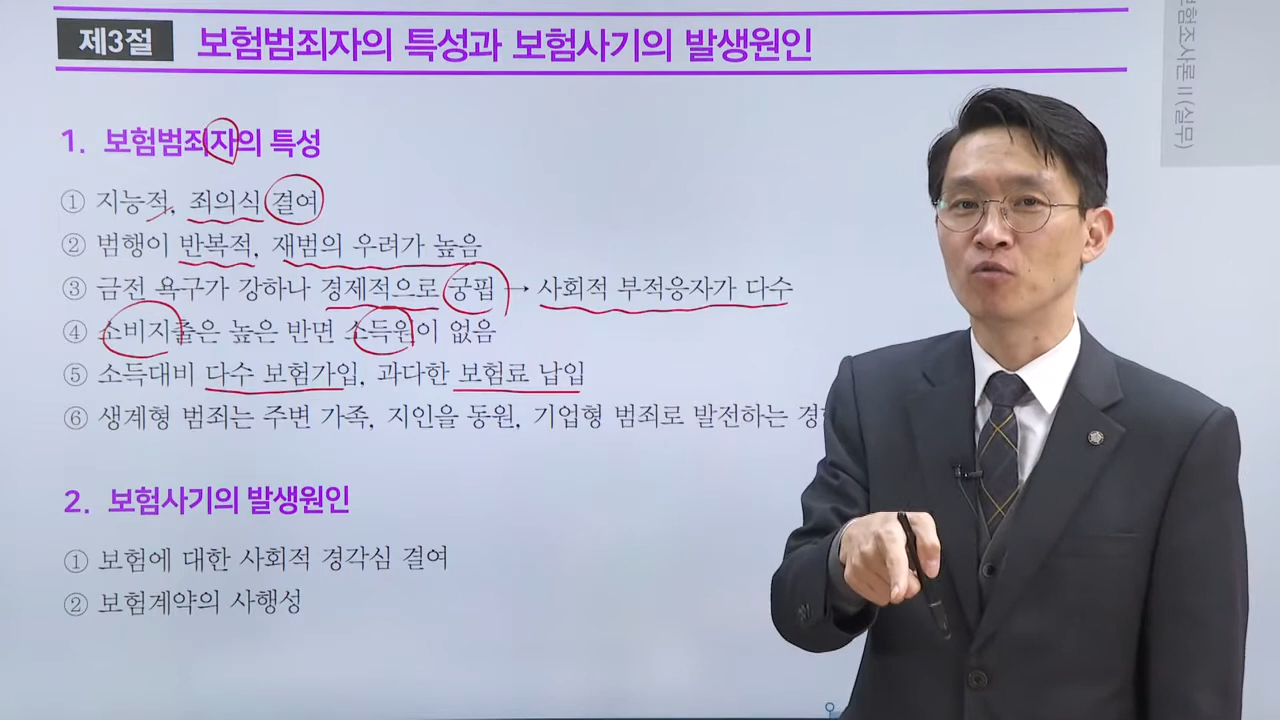 제3절 보험범죄자의 특성과 보험사기의 발생원인
험조사론 II (실무)
1. 보험범죄자의 특성
① 지능적, 죄의식 결여
② 범행이 반복적, 재범의 우려가 높음
③ 금전 욕구가 강하나 경제적으로 궁핍 → 사회적 부적응자가 다수
④ 소비지출은 높은 반면 소득원이 없음
⑤ 소득대비 다수 보험가입, 과다한 보험료 납입
⑥ 생계형 범죄는 주변 가족, 지인을 동원, 기업형 범죄로 발전하는
2. 보험사기의 발생원인
① 보험에 대한 사회적 경각심 결여
② 보험계약의 사행성